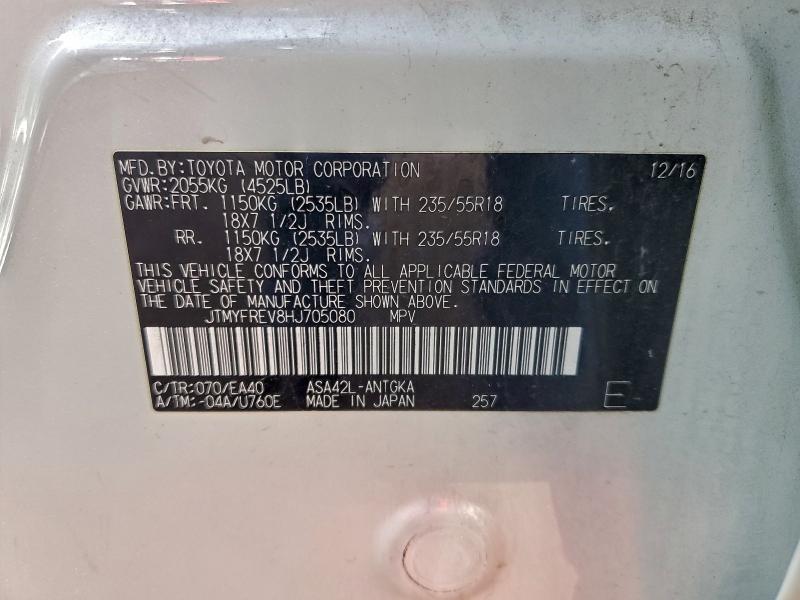 MFD.BY:TOYOTA MOTOR CORPORATION 12/16
GVWR:2055KG (4525LB)
GAWR:FRT. 1150KG (2535LB) WITH 235/55R18 TIRES.
18X7 1/2J RIMS.
RR. 1150KG (2535LB) WITH 235/55R18 TIRES.
18X7 1/2J RIMS.
THIS VEHICLE CONFORMS TO ALL APPLICABLE FEDERAL MOTOR
VEHICLE SAFETY AND THEFT PREVENTION STANDARDS IN EFFECT ON
THE DATE OF MANUFACTURE SHOWN ABOVE.
JTMYFREV8HJ705080 MPV
C/TR:070/EA40 ASA42L-ANTGKA
A/TM:-04A/U760E MADE IN JAPAN 257 E